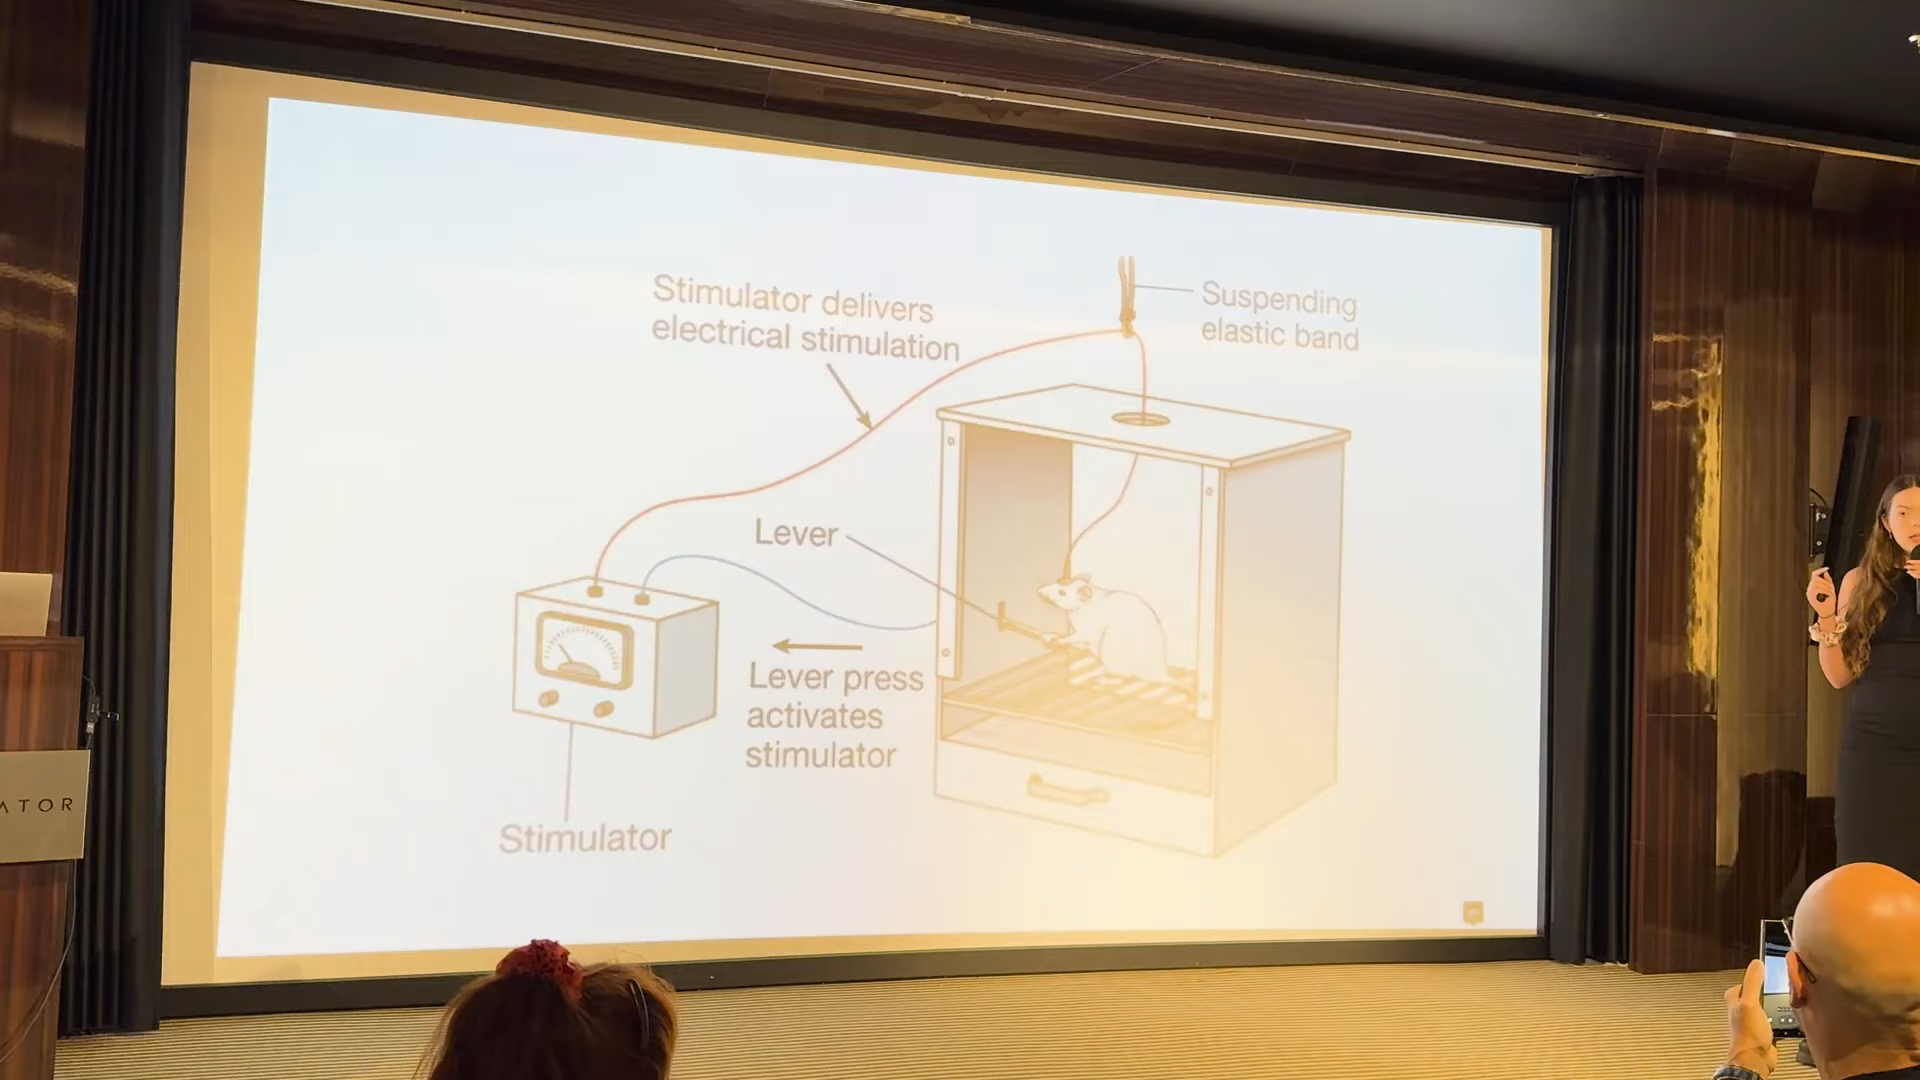 Stimulator delivers
electrical stimulation
Suspending
elastic band
Lever
Lever press
activates
stimulator
Stimulator
ATOR